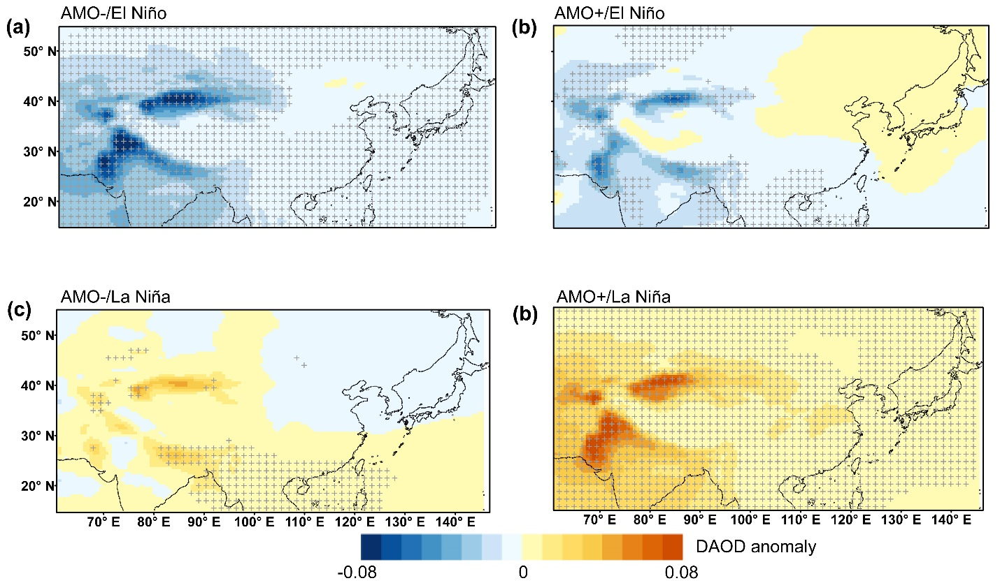 AMO-/El Niño
(a)
50° N
40° N
30° N
20° N
AMO+/El Niño
(b)
AMO-/La Niña
(c)
50° N
40° N
30° N
20° N
70° E 80° E 90° E 100° E 110° E 120° E 130° E 140° E
AMO+/La Niña
(b)
70° E 80° E 90° E 100° E 110° E 120° E 130° E 140° E
DAOD anomaly
-0.08 0 0.08